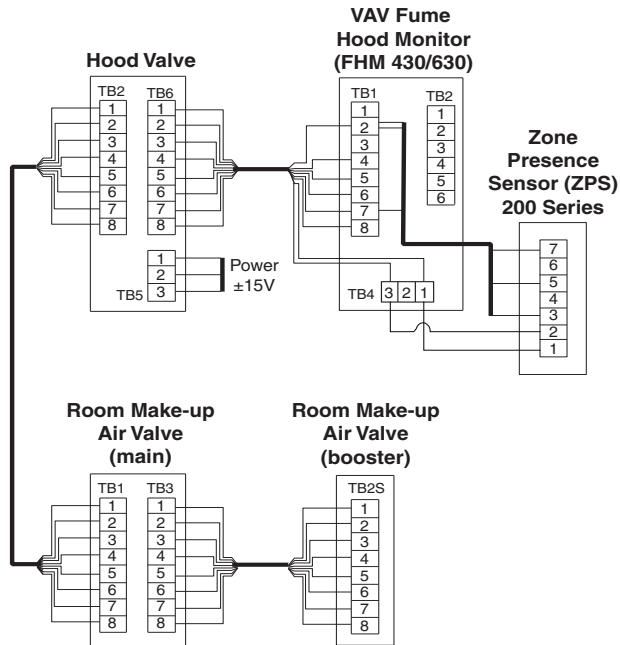 VAV Fume
Hood Monitor
(FHM 430/630)
Hood Valve
TB2 TB6
1 1
2 2
3 3
4 4
5 5
6 6
7 7
8 8
1
2
3
TB5
Power
±15V
TB1
1
2
3
4
5
6
7
8
TB2
1
2
3
4
5
6
TB4 3 2 1
Zone
Presence
Sensor (ZPS)
200 Series
7
6
5
4
3
2
1
Room Make-up
Air Valve
(main)
TB1 TB3
1 1
2 2
3 3
4 4
5 5
6 6
7 7
8 8
Room Make-up
Air Valve
(booster)
TB2S
1
2
3
4
5
6
7
8